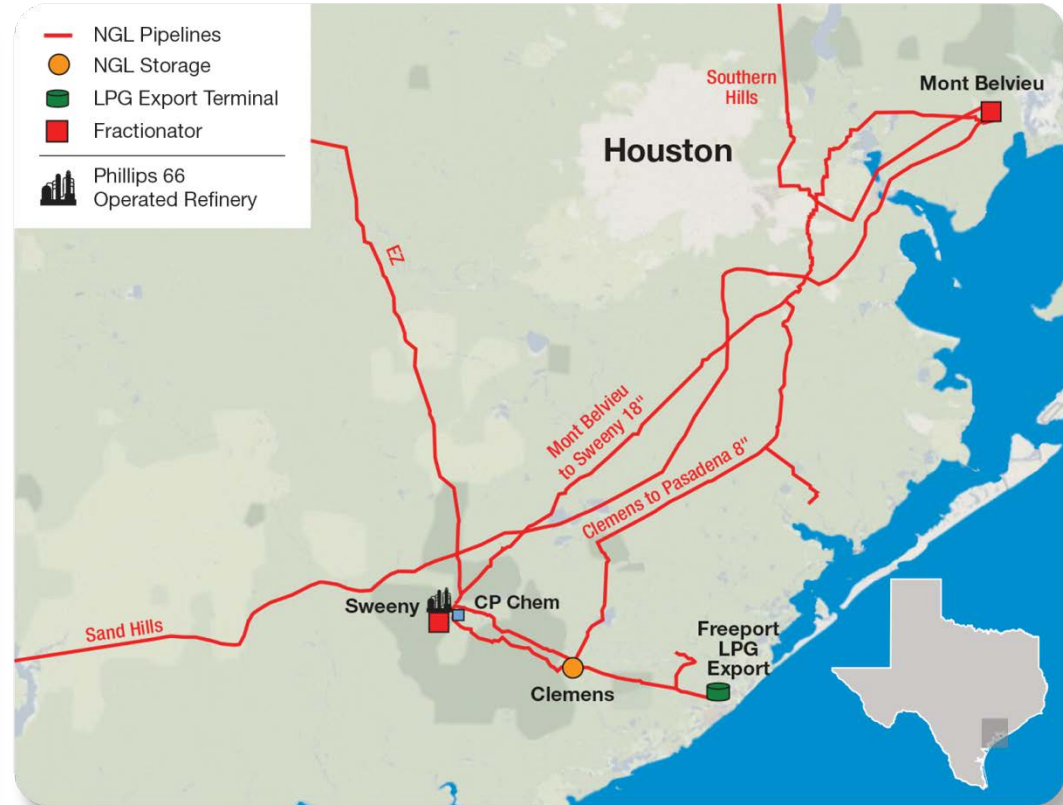 NGL Pipelines
NGL Storage
LPG Export Terminal
Fractionator
Phillips 66
Operated Refinery
Southern
Hills
Mont Belvieu
Houston
EZ
Mont Belvieu
to Sweeny 18"
Clemens to Pasadena 8"
Sweeny
CP Chem
Sand Hills
Freeport
LPG
Export
Clemens